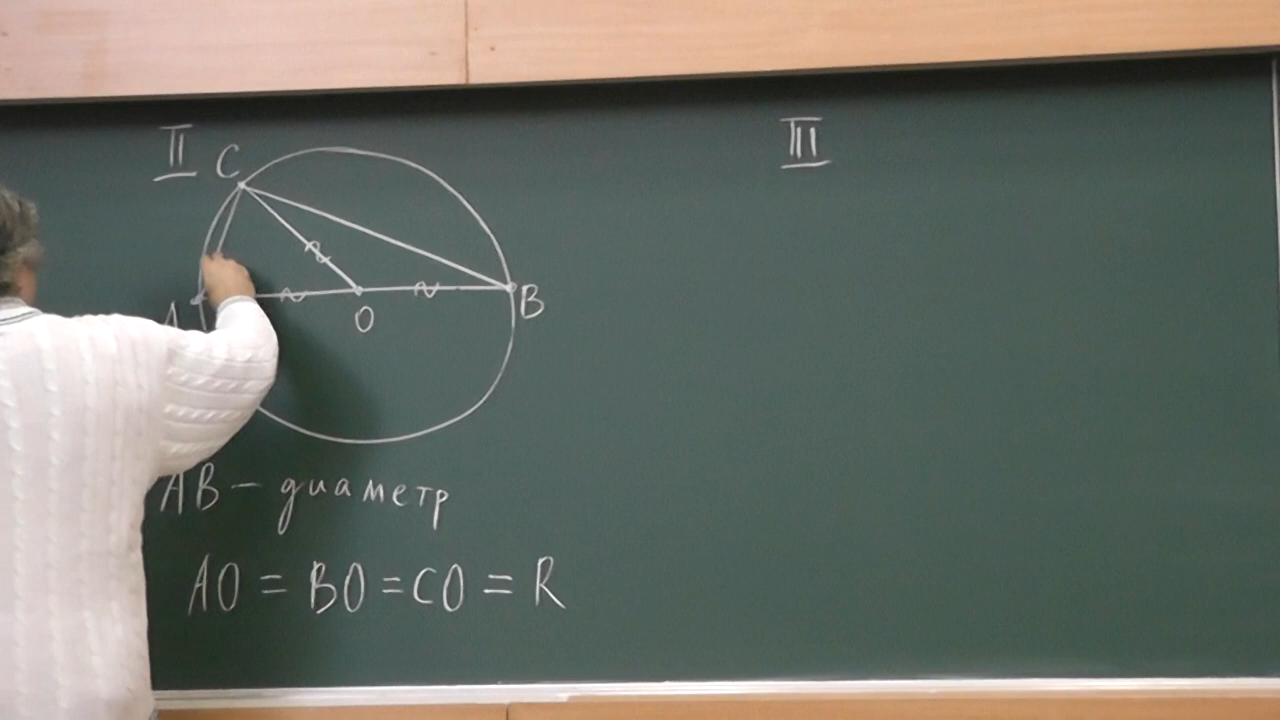 II
III
C
A
O
B
AB – диаметр
AO = BO = CO = R